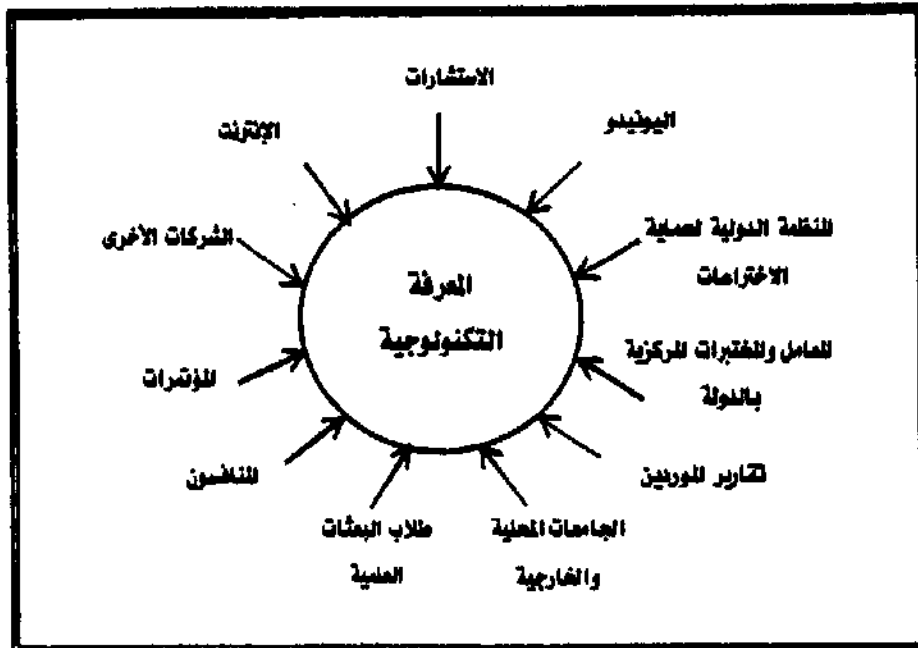 الاستشارات
اليونيدو
الإنترنت
المنظمة الدولية لحماية
الاختراعات
الشركات الأخرى
المعرفة
التكنولوجية
المعامل والمختبرات المركزية
بالدولة
المؤتمرات
تقارير الموردين
المنافسون
الجامعات المحلية
والخارجية
طلاب البعثات
العلمية